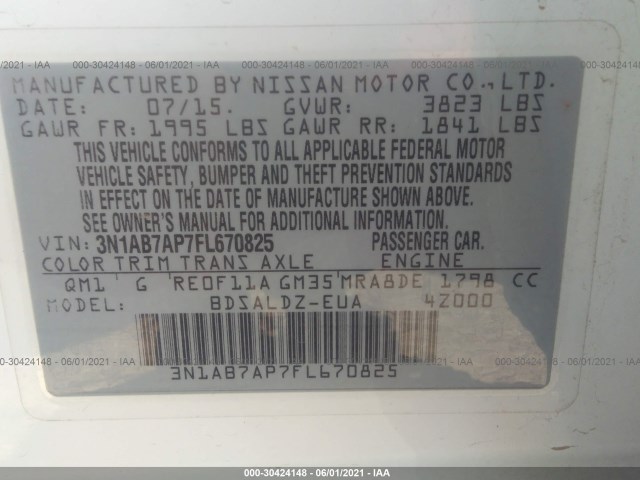 000-30424148 - 06/01/2021 - IAA
MANUFACTURED BY NISSAN MOTOR CO.,LTD.
DATE: 07/15. GVWR: 3823 LBS
GAWR FR: 1995 LBS GAWR RR: 1841 LBS
THIS VEHICLE CONFORMS TO ALL APPLICABLE FEDERAL MOTOR
VEHICLE SAFETY, BUMPER AND THEFT PREVENTION STANDARDS
IN EFFECT ON THE DATE OF MANUFACTURE SHOWN ABOVE.
SEE OWNER'S MANUAL FOR ADDITIONAL INFORMATION.
VIN: 3N1AB7AP7FL670825 PASSENGER CAR.
COLOR TRIM TRANS AXLE ENGINE
QM1 G RE0F11A GM35 MRA8DE 1798 CC
MODEL: BDSALDZ-EUA 4Z000
3N1AB7AP7FL670825
000-30424148 - 06/01/2021 - IAA